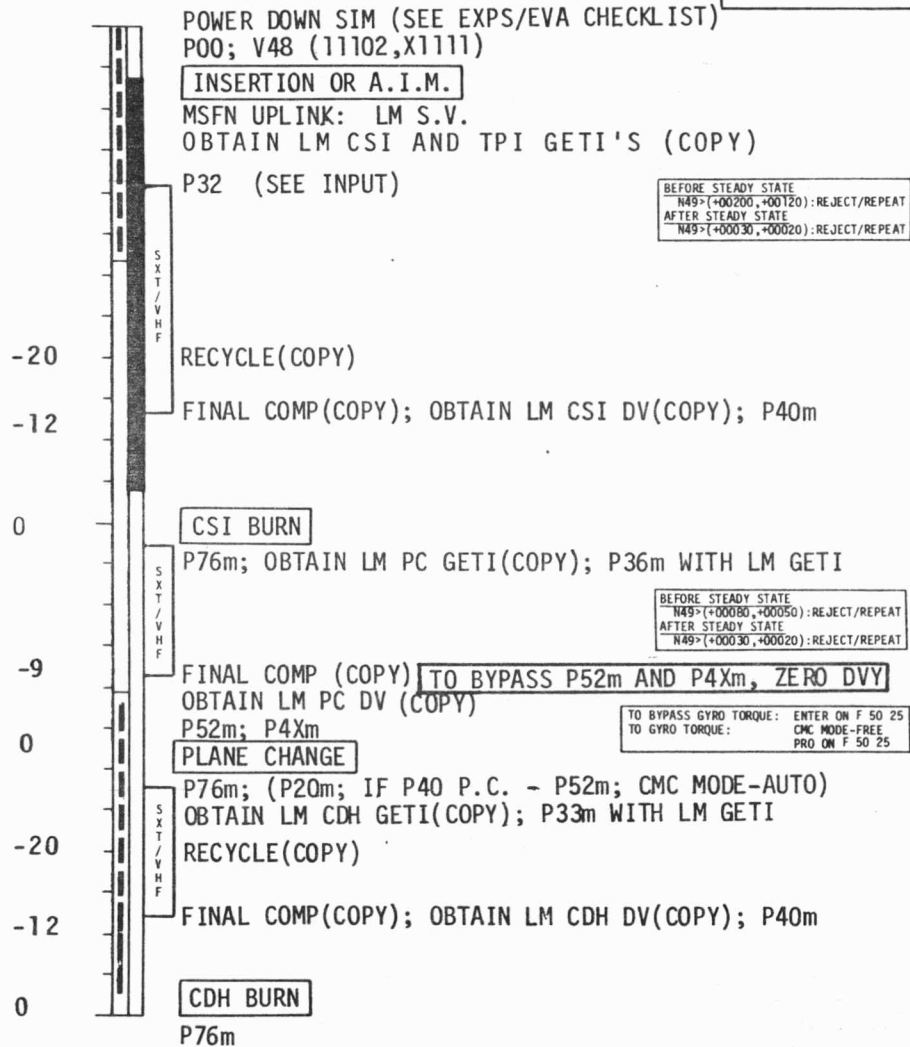 POWER DOWN SIM (SEE EXPS/EVA CHECKLIST)
P00; V48 (11102,X1111)
INSERTION OR A.I.M.
MSFN UPLINK: LM S.V.
OBTAIN LM CSI AND TPI GETI'S (COPY)
P32 (SEE INPUT)
BEFORE STEADY STATE
N49>(+00200,+00120):REJECT/REPEAT
AFTER STEADY STATE
N49>(+00030,+00020):REJECT/REPEAT
SXT/VHF
-20 RECYCLE(COPY)
-12 FINAL COMP(COPY); OBTAIN LM CSI DV(COPY); P40m
0 CSI BURN
P76m; OBTAIN LM PC GETI(COPY); P36m WITH LM GETI
SXT/VHF
BEFORE STEADY STATE
N49>(+00080,+00050):REJECT/REPEAT
AFTER STEADY STATE
N49>(+00030,+00020):REJECT/REPEAT
-9 FINAL COMP (COPY) TO BYPASS P52m AND P4Xm, ZERO DVY
OBTAIN LM PC DV (COPY)
P52m; P4Xm
TO BYPASS GYRO TORQUE: ENTER ON F 50 25
TO GYRO TORQUE: CMC MODE-FREE
PRO ON F 50 25
0 PLANE CHANGE
P76m; (P20m; IF P40 P.C. - P52m; CMC MODE-AUTO)
OBTAIN LM CDH GETI(COPY); P33m WITH LM GETI
SXT/VHF
-20 RECYCLE(COPY)
-12 FINAL COMP(COPY); OBTAIN LM CDH DV(COPY); P40m
0 CDH BURN
P76m